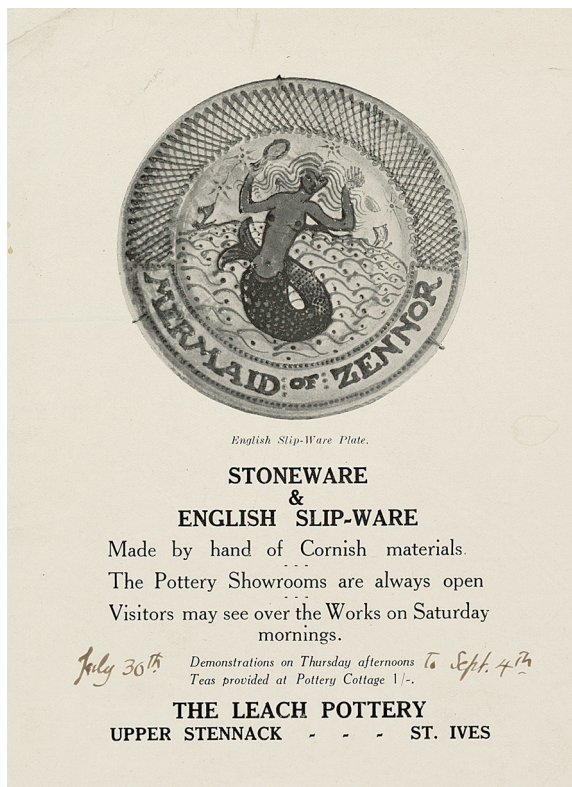 MERMAID OF ZENNOR
English Slip-Ware Plate.
STONEWARE
&
ENGLISH SLIP-WARE
Made by hand of Cornish materials.
The Pottery Showrooms are always open
Visitors may see over the Works on Saturday
mornings.
July 30th Demonstrations on Thursday afternoons to Sept. 4th
Teas provided at Pottery Cottage 1/-.
THE LEACH POTTERY
UPPER STENNACK - - - ST. IVES